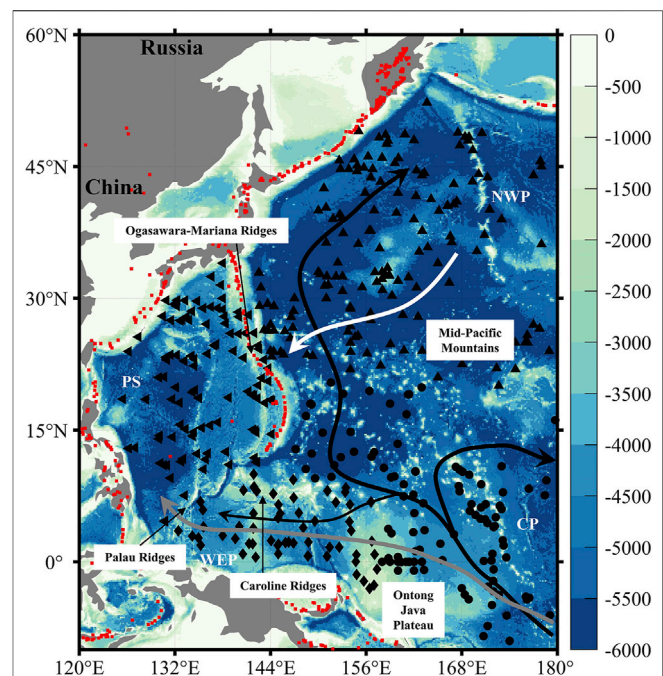 60°N
45°N
30°N
15°N
0°
120°E
132°E
144°E
156°E
168°E
180°
Russia
China
Ogasawara-Mariana Ridges
NWP
Mid-Pacific
Mountains
PS
CP
WEP
Palau Ridges
Caroline Ridges
Ontong
Java
Plateau
0
-500
-1000
-1500
-2000
-2500
-3000
-3500
-4000
-4500
-5000
-5500
-6000